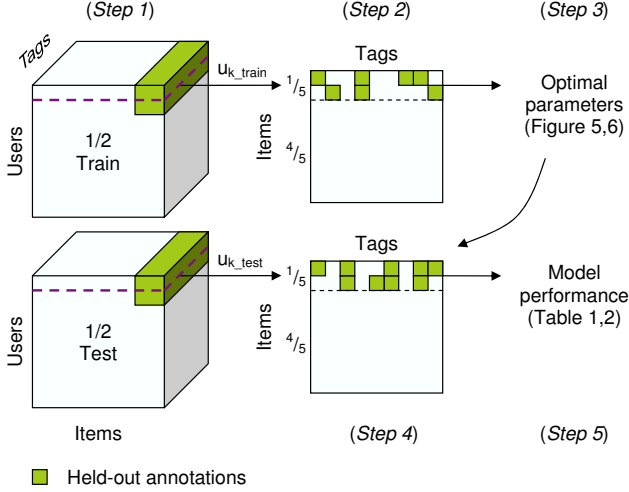 (Step 1)
(Step 2)
(Step 3)
Tags
Users
1/2
Train
u k_train
Tags
Items
1/5
4/5
Optimal
parameters
(Figure 5,6)
Users
1/2
Test
Items
u k_test
Tags
Items
1/5
4/5
Model
performance
(Table 1,2)
(Step 4)
(Step 5)
Held-out annotations